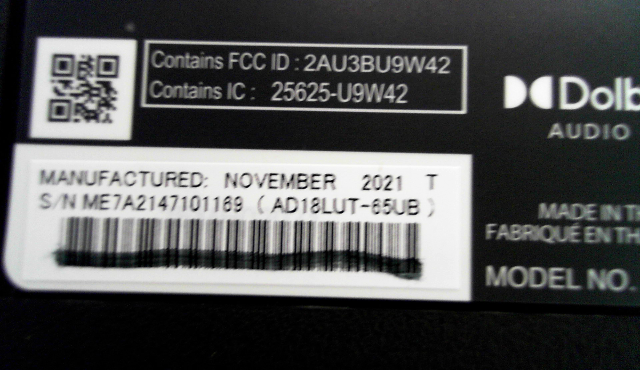 Contains FCC ID : 2AU3BU9W42
Contains IC : 25625-U9W42
Dolb
AUDIO
MANUFACTURED: NOVEMBER 2021 T
S/N ME7A2147101169 ( AD18LUT-65UB )
MADE IN T
FABRIQUÉ EN TH
MODEL NO.